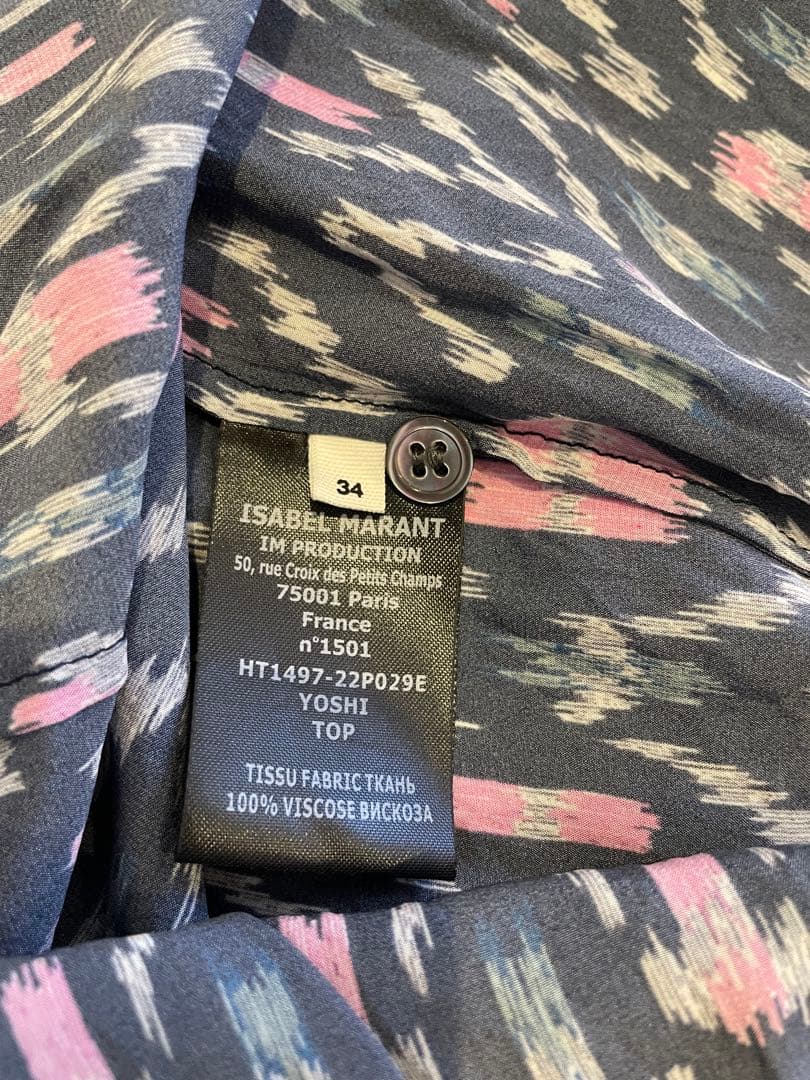 34
ISABEL MARANT
IM PRODUCTION
50, rue Croix des Petits Champs
75001 Paris
France
n°1501
HT1497-22P029E
YOSHI
TOP
TISSU FABRIC ТКАНЬ
100% VISCOSE ВИСКОЗА